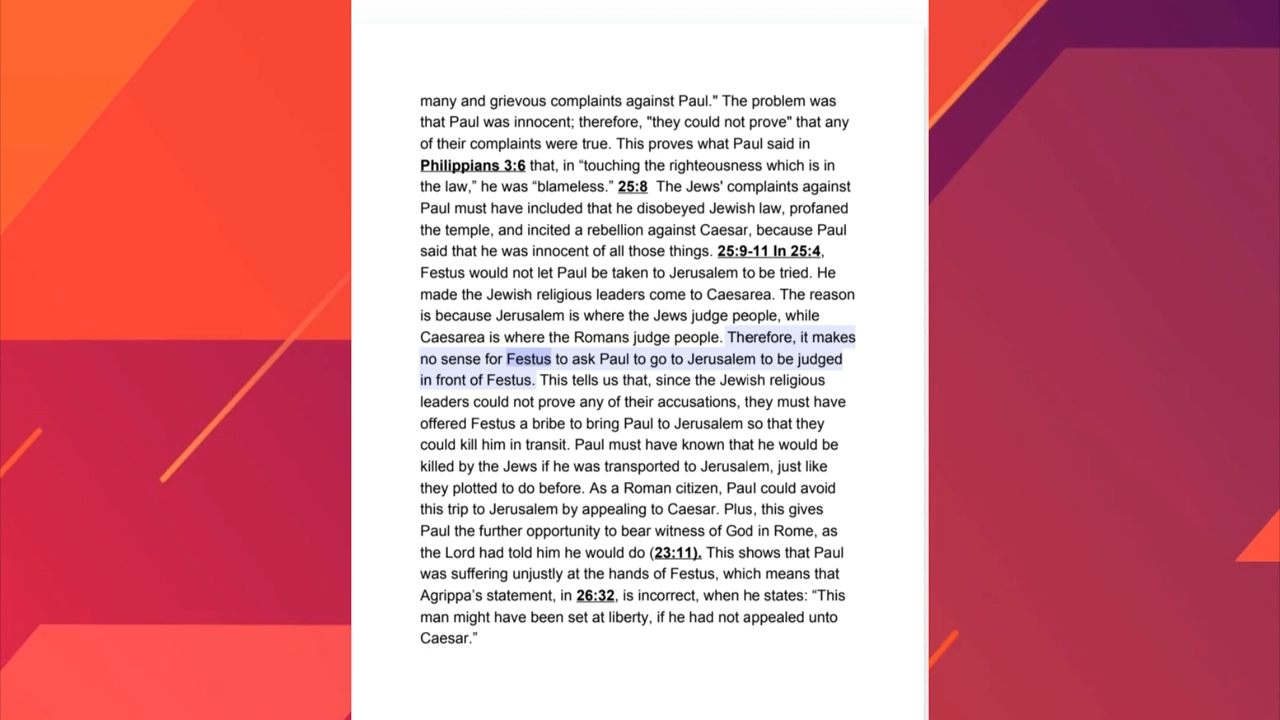 many and grievous complaints against Paul." The problem was
that Paul was innocent; therefore, "they could not prove" that any
of their complaints were true. This proves what Paul said in
Philippians 3:6 that, in “touching the righteousness which is in
the law,” he was “blameless.” 25:8  The Jews' complaints against
Paul must have included that he disobeyed Jewish law, profaned
the temple, and incited a rebellion against Caesar, because Paul
said that he was innocent of all those things. 25:9-11 In 25:4,
Festus would not let Paul be taken to Jerusalem to be tried. He
made the Jewish religious leaders come to Caesarea. The reason
is because Jerusalem is where the Jews judge people, while
Caesarea is where the Romans judge people. Therefore, it makes
no sense for Festus to ask Paul to go to Jerusalem to be judged
in front of Festus. This tells us that, since the Jewish religious
leaders could not prove any of their accusations, they must have
offered Festus a bribe to bring Paul to Jerusalem so that they
could kill him in transit. Paul must have known that he would be
killed by the Jews if he was transported to Jerusalem, just like
they plotted to do before. As a Roman citizen, Paul could avoid
this trip to Jerusalem by appealing to Caesar. Plus, this gives
Paul the further opportunity to bear witness of God in Rome, as
the Lord had told him he would do (23:11). This shows that Paul
was suffering unjustly at the hands of Festus, which means that
Agrippa’s statement, in 26:32, is incorrect, when he states: “This
man might have been set at liberty, if he had not appealed unto
Caesar.”